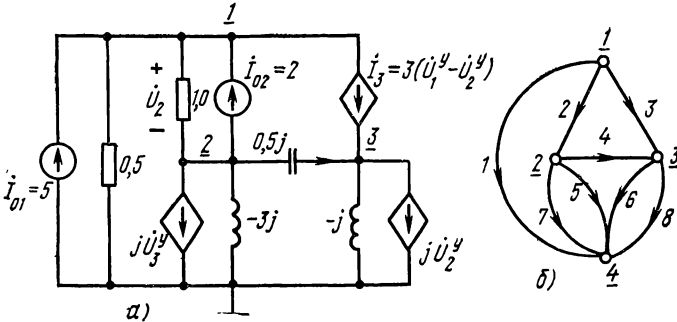 1
+
U̇₂
−
1,0
İ₀₂=2
İ₃=3(U̇₁ʸ−U̇₂ʸ)
İ₀₁=5
0,5
2
0,5j
3
jU̇₃ʸ
−3j
−j
jU̇₂ʸ
а)
1
2
3
1
4
2
3
5
6
7
8
4
б)